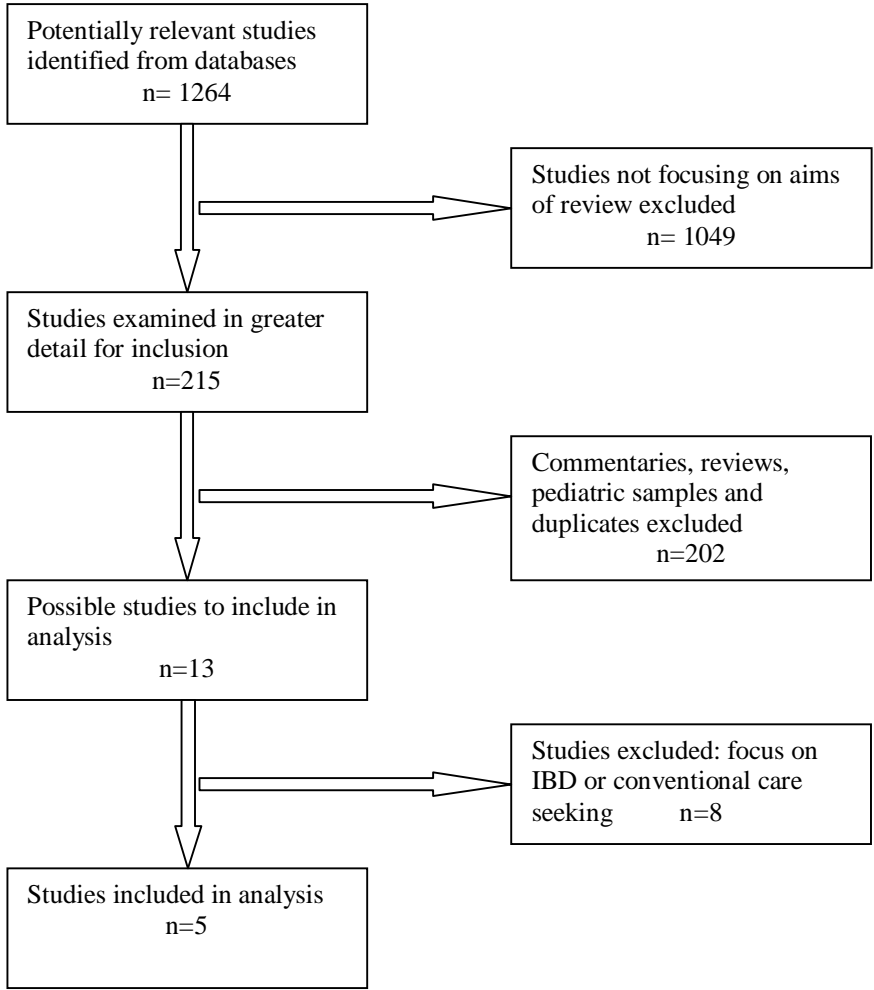 Potentially relevant studies
identified from databases
n= 1264
Studies not focusing on aims
of review excluded
n= 1049
Studies examined in greater
detail for inclusion
n=215
Commentaries, reviews,
pediatric samples and
duplicates excluded
n=202
Possible studies to include in
analysis
n=13
Studies excluded: focus on
IBD or conventional care
seeking n=8
Studies included in analysis
n=5